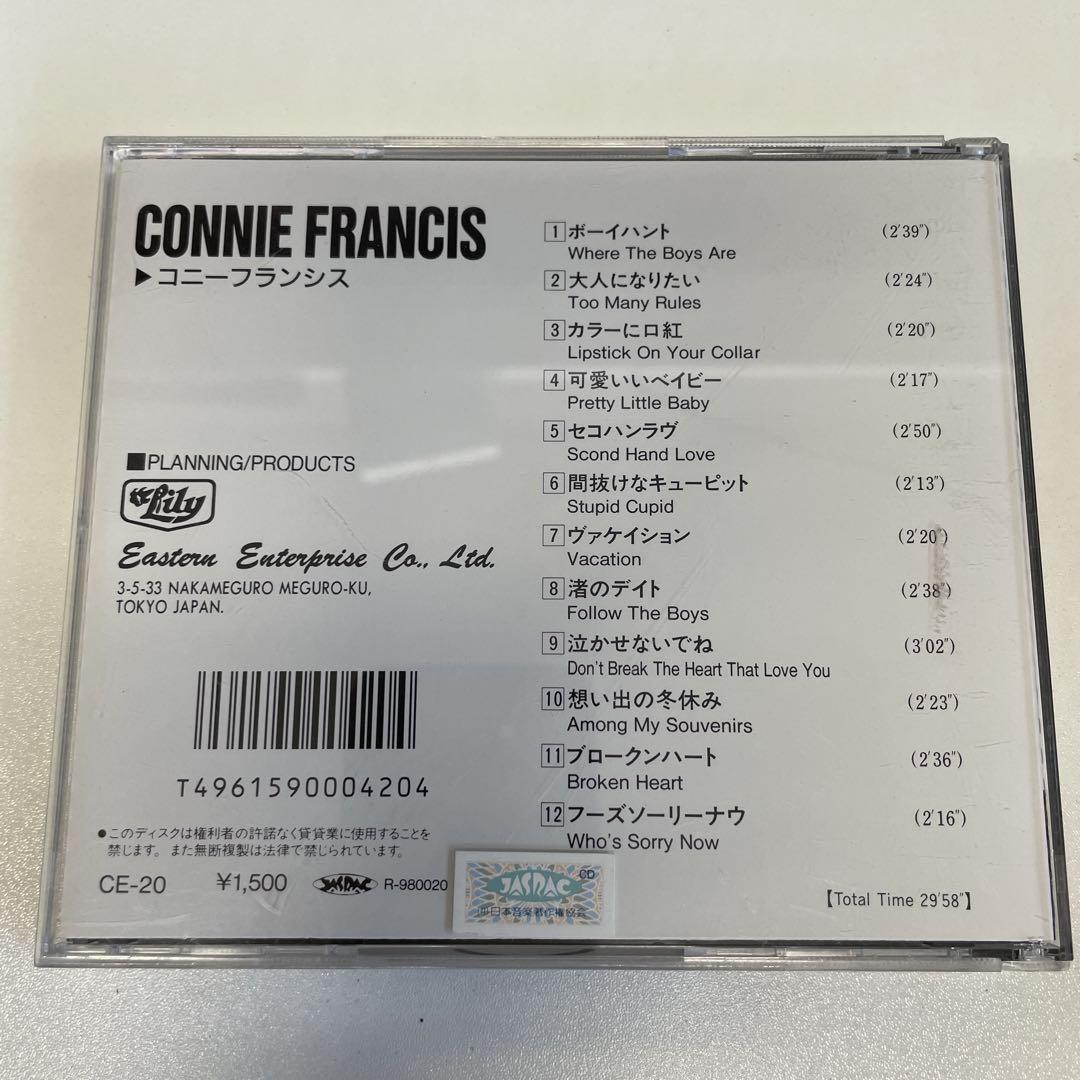 CONNIE FRANCIS
▶コニーフランシス
■PLANNING/PRODUCTS
Lily
Eastern Enterprise Co., Ltd.
3-5-33 NAKAMEGURO MEGURO-KU,
TOKYO JAPAN.
T4961590004204
●このディスクは権利者の許諾なく賃貸業に使用することを
禁じます。また無断複製は法律で禁じられています。
CE-20 ¥1,500 JASRAC R-980020
JASRAC CD
日本音楽著作権協会
1 ボーイハント (2'39")
Where The Boys Are
2 大人になりたい (2'24")
Too Many Rules
3 カラーに口紅 (2'20")
Lipstick On Your Collar
4 可愛いいベイビー (2'17")
Pretty Little Baby
5 セコハンラヴ (2'50")
Scond Hand Love
6 間抜けなキューピット (2'13")
Stupid Cupid
7 ヴァケイション (2'20")
Vacation
8 渚のデイト (2'38")
Follow The Boys
9 泣かせないでね (3'02")
Don't Break The Heart That Love You
10 想い出の冬休み (2'23")
Among My Souvenirs
11 ブロークンハート (2'36")
Broken Heart
12 フーズソーリーナウ (2'16")
Who's Sorry Now
【Total Time 29'58"】